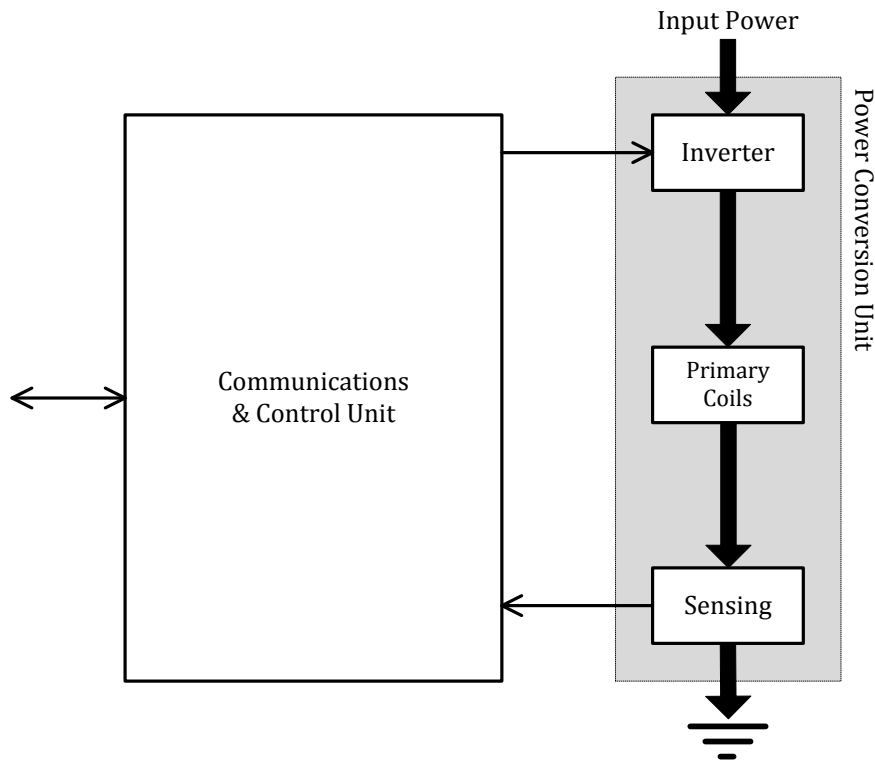 Input Power
Inverter
Power Conversion Unit
Primary
Coils
Communications
& Control Unit
Sensing